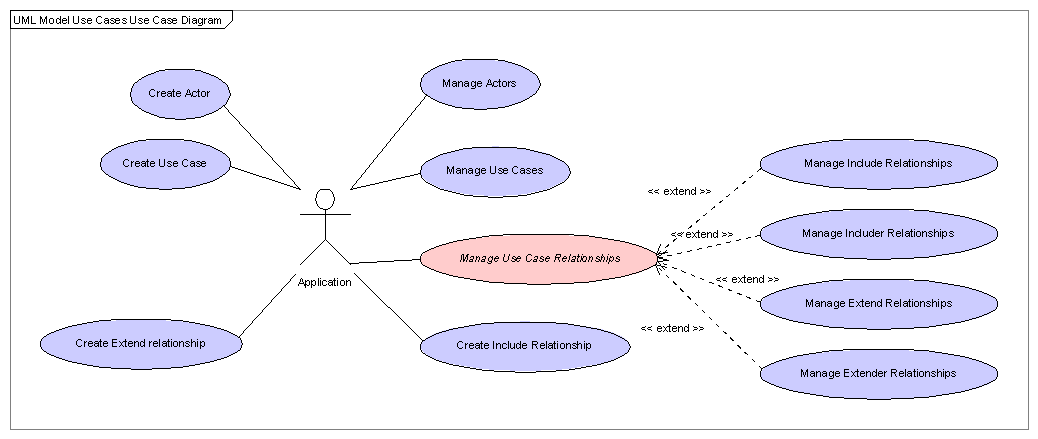 UML Model Use Cases Use Case Diagram
Create Actor
Manage Actors
Create Use Case
Manage Use Cases
Manage Include Relationships
<< extend >>
<< extend >>
Manage Includer Relationships
Manage Use Case Relationships
Application
<< extend >>
Manage Extend Relationships
<< extend >>
Create Extend relationship
Create Include Relationship
Manage Extender Relationships